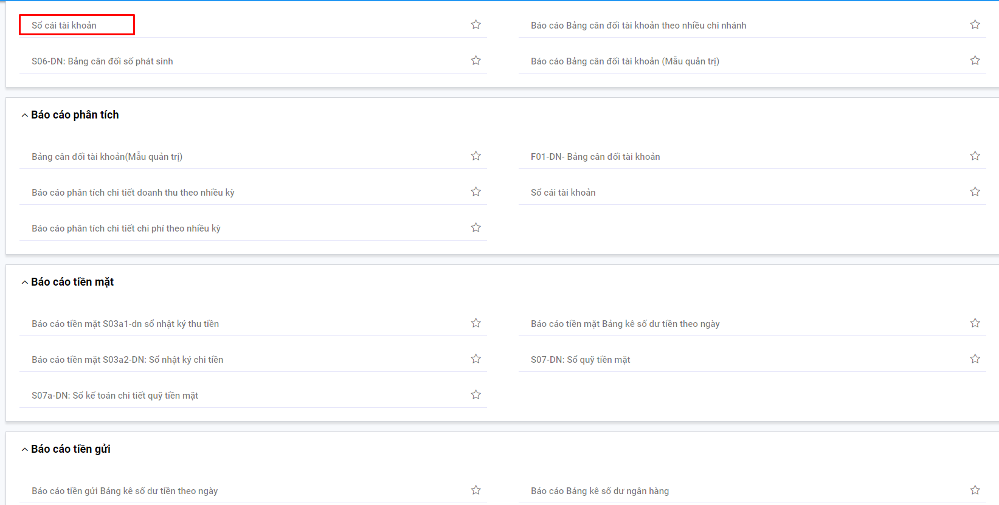 Sổ cái tài khoản
Báo cáo Bảng cân đối tài khoản theo nhiều chi nhánh
S06-DN: Bảng cân đối số phát sinh
Báo cáo Bảng cân đối tài khoản (Mẫu quản trị)
Báo cáo phân tích
Bảng cân đối tài khoản(Mẫu quản trị)
F01-DN- Bảng cân đối tài khoản
Báo cáo phân tích chi tiết doanh thu theo nhiều kỳ
Sổ cái tài khoản
Báo cáo phân tích chi tiết chi phí theo nhiều kỳ
Báo cáo tiền mặt
Báo cáo tiền mặt S03a1-dn sổ nhật ký thu tiền
Báo cáo tiền mặt Bảng kê số dư tiền theo ngày
Báo cáo tiền mặt S03a2-DN: Sổ nhật ký chi tiền
S07-DN: Sổ quỹ tiền mặt
S07a-DN: Sổ kế toán chi tiết quỹ tiền mặt
Báo cáo tiền gửi
Báo cáo tiền gửi Bảng kê số dư tiền theo ngày
Báo cáo Bảng kê số dư ngân hàng